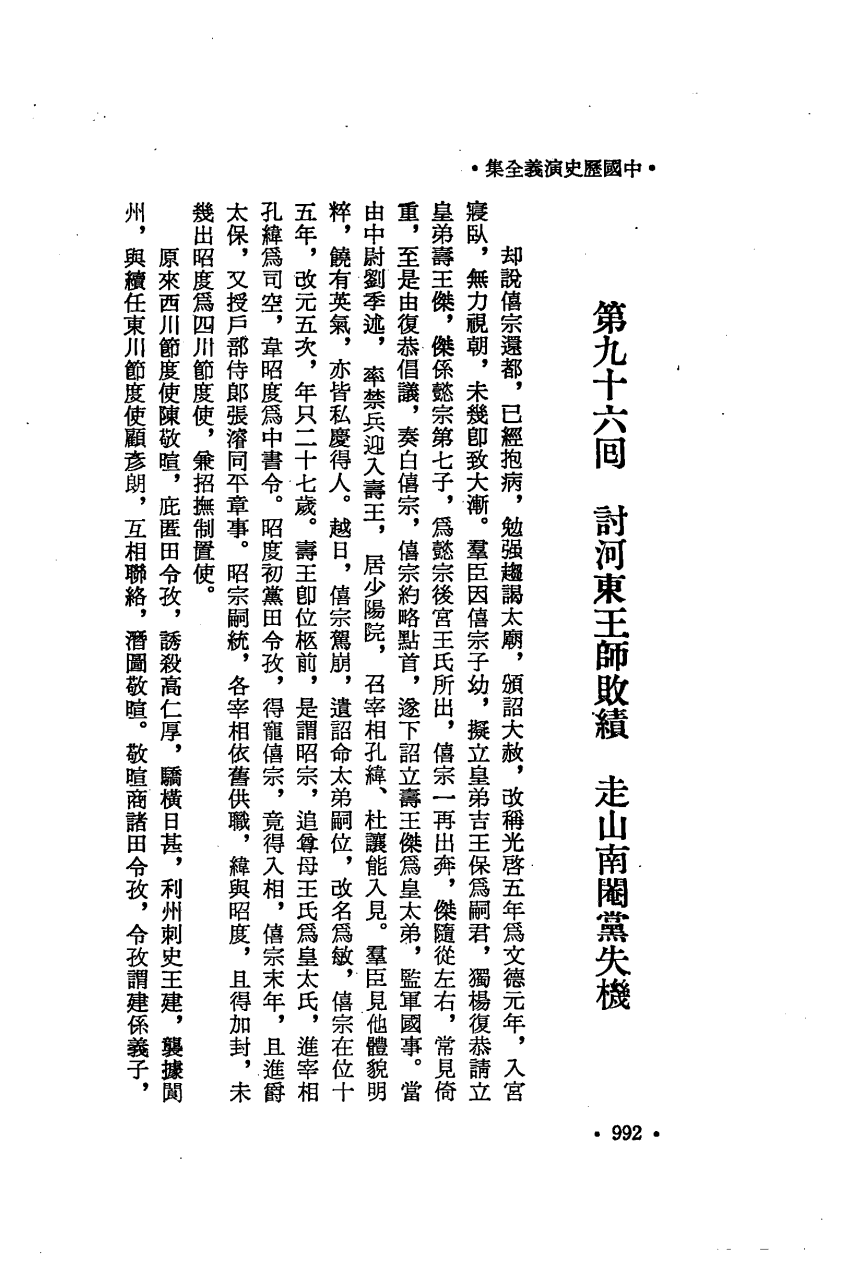 •中國歷史演義全集•
第九十六回　討河東王師敗績　走山南閹黨失機
却說僖宗還都，已經抱病，勉强趨謁太廟，頒詔大赦，改稱光啓五年爲文德元年，入宮
寢臥，無力視朝，未幾卽致大漸。羣臣因僖宗子幼，擬立皇弟吉王保爲嗣君，獨楊復恭請立
皇弟壽王傑，傑係懿宗第七子，爲懿宗後宮王氏所出，僖宗一再出奔，傑隨從左右，常見倚
重，至是由復恭倡議，奏白僖宗，僖宗約略點首，遂下詔立壽王傑爲皇太弟，監軍國事。當
由中尉劉季述，率禁兵迎入壽王，居少陽院，召宰相孔緯、杜讓能入見。羣臣見他體貌明
粹，饒有英氣，亦皆私慶得人。越日，僖宗駕崩，遺詔命太弟嗣位，改名爲敏，僖宗在位十
五年，改元五次，年只二十七歲。壽王卽位柩前，是謂昭宗，追尊母王氏爲皇太氏，進宰相
孔緯爲司空，韋昭度爲中書令。昭度初黨田令孜，得寵僖宗，竟得入相，僖宗末年，且進爵
太保，又授戶部侍郎張濬同平章事。昭宗嗣統，各宰相依舊供職，緯與昭度，且得加封，未
幾出昭度爲四川節度使，兼招撫制置使。
原來西川節度使陳敬暄，庇匿田令孜，誘殺高仁厚，驕橫日甚，利州刺史王建，襲據閬
州，與續任東川節度使顧彥朗，互相聯絡，潛圖敬暄。敬暄商諸田令孜，令孜謂建係義子，
•992•